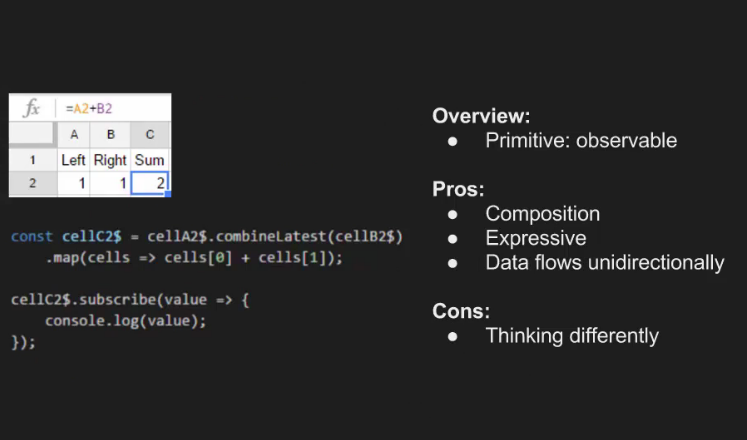 fx =A2+B2
A B C
1 Left Right Sum
2 1 1 2
const cellC2$ = cellA2$.combineLatest(cellB2$)
.map(cells => cells[0] + cells[1]);
cellC2$.subscribe(value => {
console.log(value);
});
Overview:
● Primitive: observable
Pros:
● Composition
● Expressive
● Data flows unidirectionally
Cons:
● Thinking differently